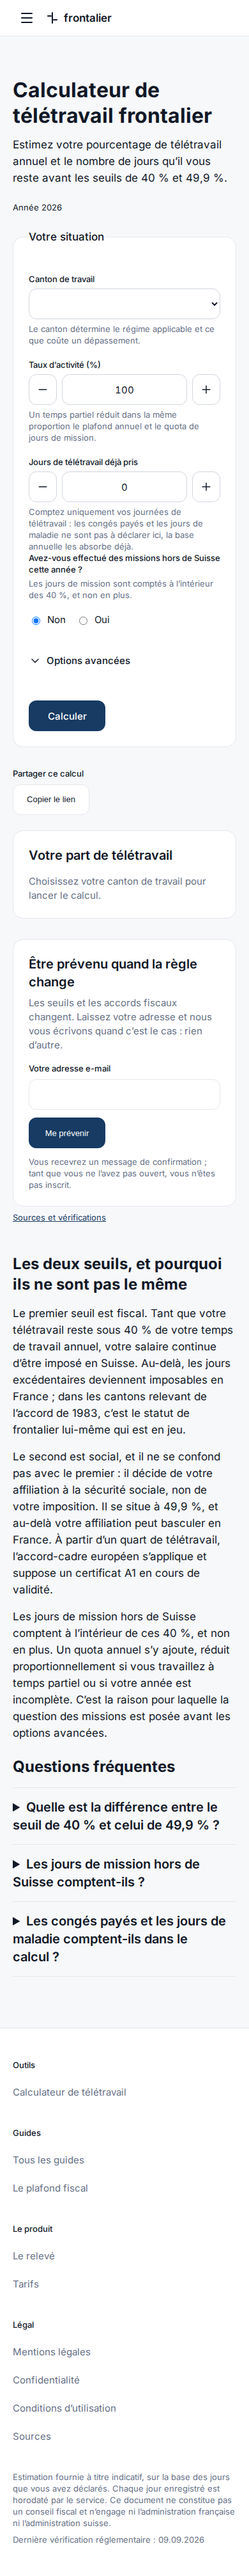 frontalier
Calculateur de
télétravail frontalier
Estimez votre pourcentage de télétravail
annuel et le nombre de jours qu’il vous
reste avant les seuils de 40 % et 49,9 %.
Année 2026
Votre situation
Canton de travail
Le canton détermine le régime applicable et ce
que coûte un dépassement.
Taux d’activité (%)
100
Un temps partiel réduit dans la même
proportion le plafond annuel et le quota de
jours de mission.
Jours de télétravail déjà pris
0
Comptez uniquement vos journées de
télétravail : les congés payés et les jours de
maladie ne sont pas à déclarer ici, la base
annuelle les absorbe déjà.
Avez-vous effectué des missions hors de Suisse
cette année ?
Les jours de mission sont comptés à l’intérieur
des 40 %, et non en plus.
Non Oui
Options avancées
Calculer
Partager ce calcul
Copier le lien
Votre part de télétravail
Choisissez votre canton de travail pour
lancer le calcul.
Être prévenu quand la règle
change
Les seuils et les accords fiscaux
changent. Laissez votre adresse et nous
vous écrivons quand c’est le cas : rien
d’autre.
Votre adresse e-mail
Me prévenir
Vous recevrez un message de confirmation ;
tant que vous ne l’avez pas ouvert, vous n’êtes
pas inscrit.
Sources et vérifications
Les deux seuils, et pourquoi
ils ne sont pas le même
Le premier seuil est fiscal. Tant que votre
télétravail reste sous 40 % de votre temps
de travail annuel, votre salaire continue
d’être imposé en Suisse. Au-delà, les jours
excédentaires deviennent imposables en
France ; dans les cantons relevant de
l’accord de 1983, c’est le statut de
frontalier lui-même qui est en jeu.
Le second est social, et il ne se confond
pas avec le premier : il décide de votre
affiliation à la sécurité sociale, non de
votre imposition. Il se situe à 49,9 %, et
au-delà votre affiliation peut basculer en
France. À partir d’un quart de télétravail,
l’accord-cadre européen s’applique et
suppose un certificat A1 en cours de
validité.
Les jours de mission hors de Suisse
comptent à l’intérieur de ces 40 %, et non
en plus. Un quota annuel s’y ajoute, réduit
proportionnellement si vous travaillez à
temps partiel ou si votre année est
incomplète. C’est la raison pour laquelle la
question des missions est posée avant les
options avancées.
Questions fréquentes
Quelle est la différence entre le
seuil de 40 % et celui de 49,9 % ?
Les jours de mission hors de
Suisse comptent-ils ?
Les congés payés et les jours de
maladie comptent-ils dans le
calcul ?
Outils
Calculateur de télétravail
Guides
Tous les guides
Le plafond fiscal
Le produit
Le relevé
Tarifs
Légal
Mentions légales
Confidentialité
Conditions d’utilisation
Sources
Estimation fournie à titre indicatif, sur la base des jours
que vous avez déclarés. Chaque jour enregistré est
horodaté par le service. Ce document ne constitue pas
un conseil fiscal et n’engage ni l’administration française
ni l’administration suisse.
Dernière vérification réglementaire : 09.09.2026